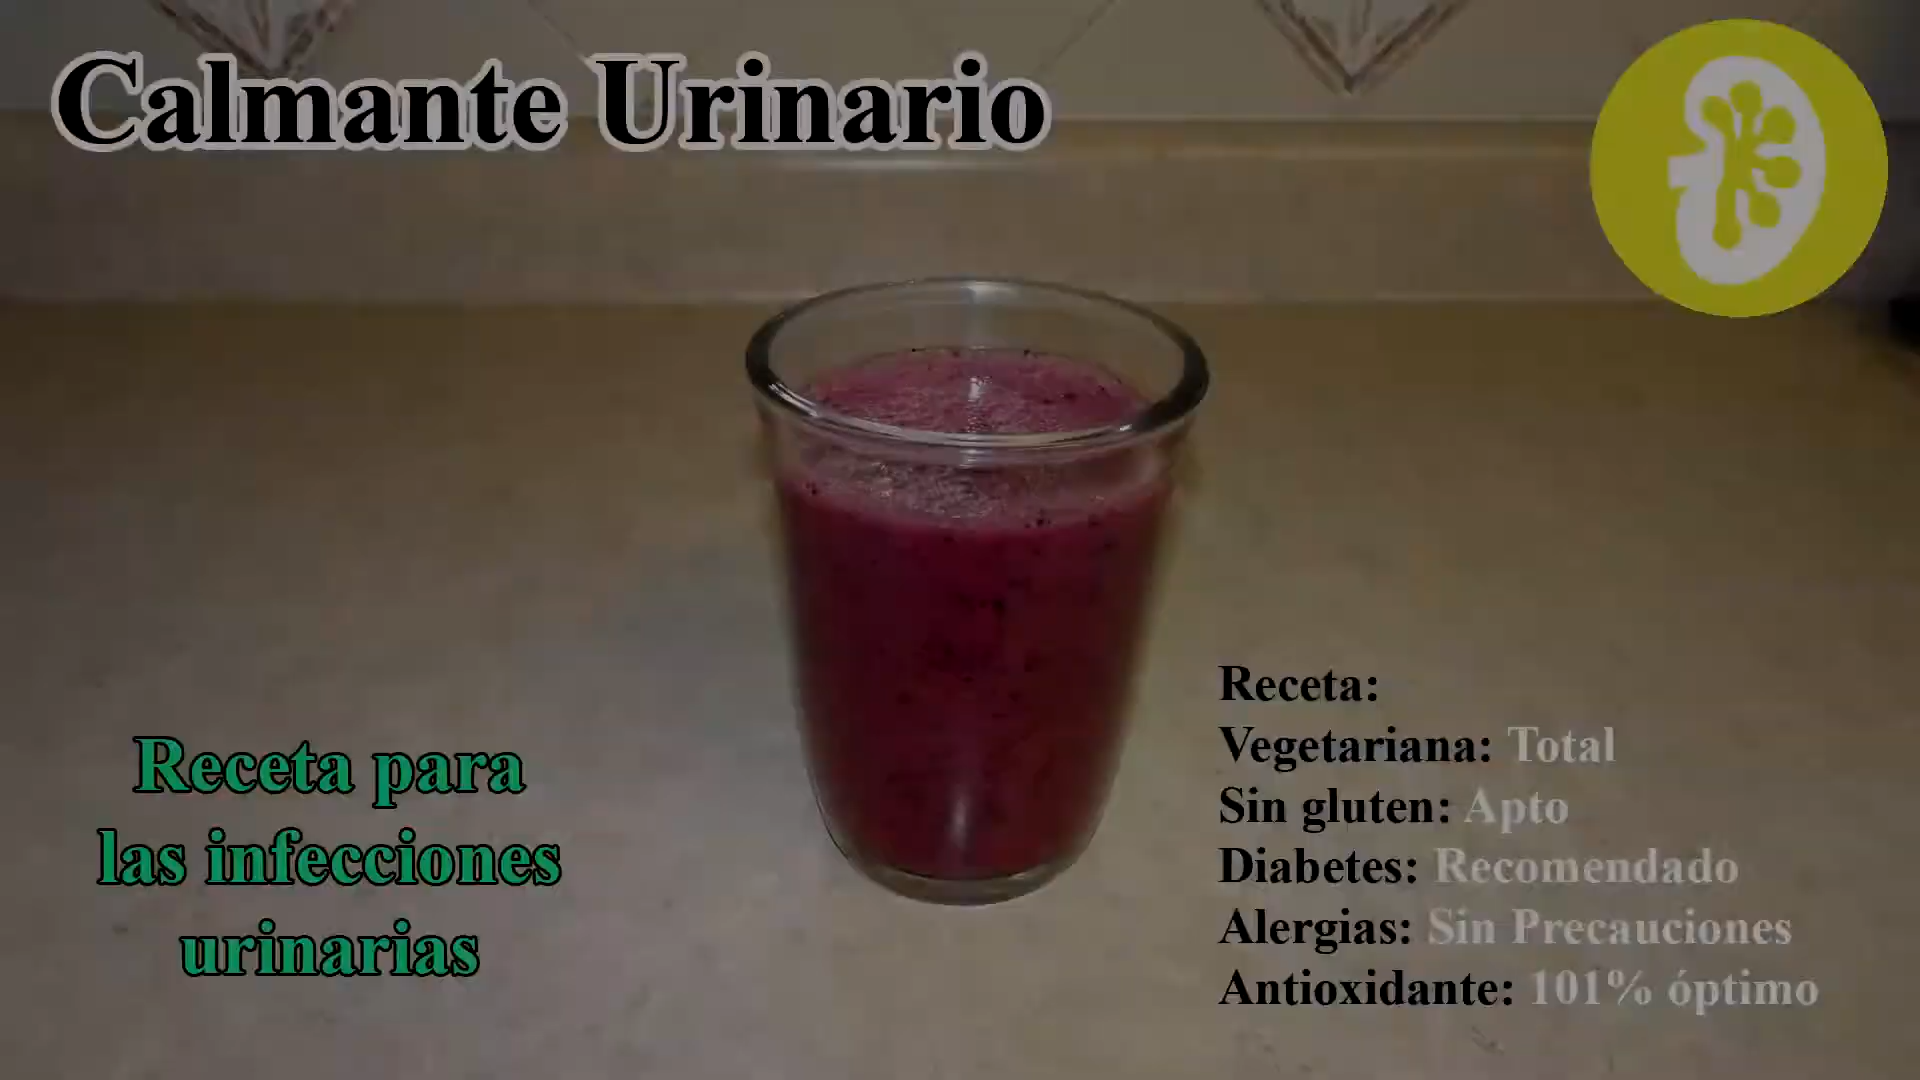 Calmante Urinario
Receta para
las infecciones
urinarias
Receta:
Vegetariana: Total
Sin gluten: Apto
Diabetes: Recomendado
Alergias: Sin Precauciones
Antioxidante: 101% óptimo